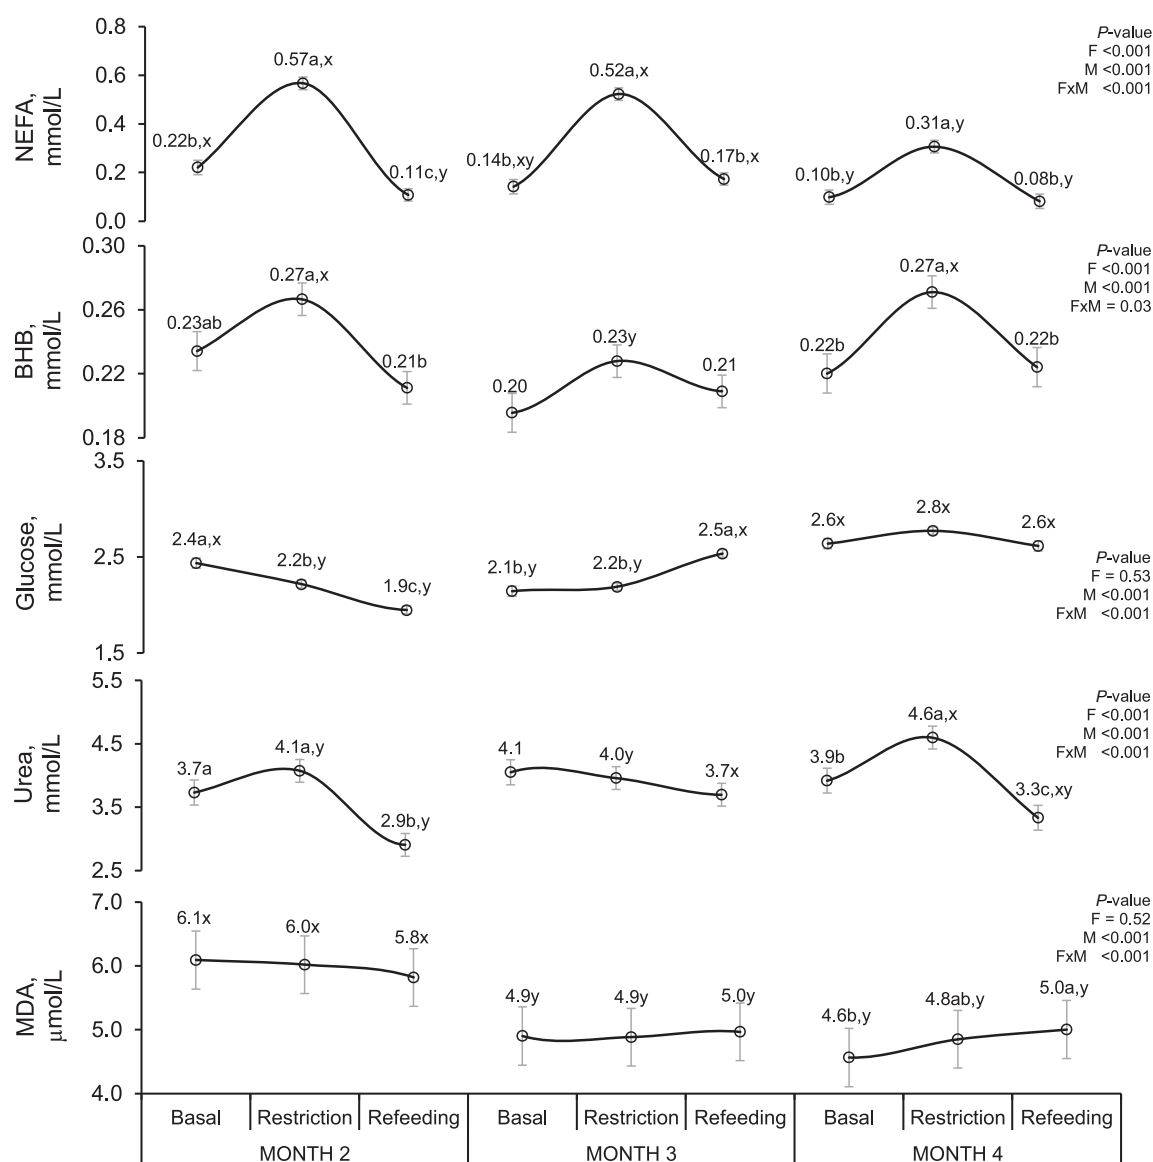 NEFA,
mmol/L
0.8
0.6
0.4
0.2
0.0
0.22b,x
0.57a,x
0.11c,y
0.14b,xy
0.52a,x
0.17b,x
0.10b,y
0.31a,y
0.08b,y
P-value
F <0.001
M <0.001
FxM <0.001
BHB,
mmol/L
0.30
0.26
0.22
0.18
0.23ab
0.27a,x
0.21b
0.20
0.23y
0.21
0.22b
0.27a,x
0.22b
P-value
F <0.001
M <0.001
FxM = 0.03
Glucose,
mmol/L
3.5
2.5
1.5
2.4a,x
2.2b,y
1.9c,y
2.1b,y
2.2b,y
2.5a,x
2.6x
2.8x
2.6x
P-value
F = 0.53
M <0.001
FxM <0.001
Urea,
mmol/L
5.5
4.5
3.5
2.5
3.7a
4.1a,y
2.9b,y
4.1
4.0y
3.7x
3.9b
4.6a,x
3.3c,xy
P-value
F <0.001
M <0.001
FxM <0.001
MDA,
μmol/L
7.0
6.0
5.0
4.0
6.1x
6.0x
5.8x
4.9y
4.9y
5.0y
4.6b,y
4.8ab,y
5.0a,y
P-value
F = 0.52
M <0.001
FxM <0.001
Basal Restriction Refeeding Basal Restriction Refeeding Basal Restriction Refeeding
MONTH 2 MONTH 3 MONTH 4